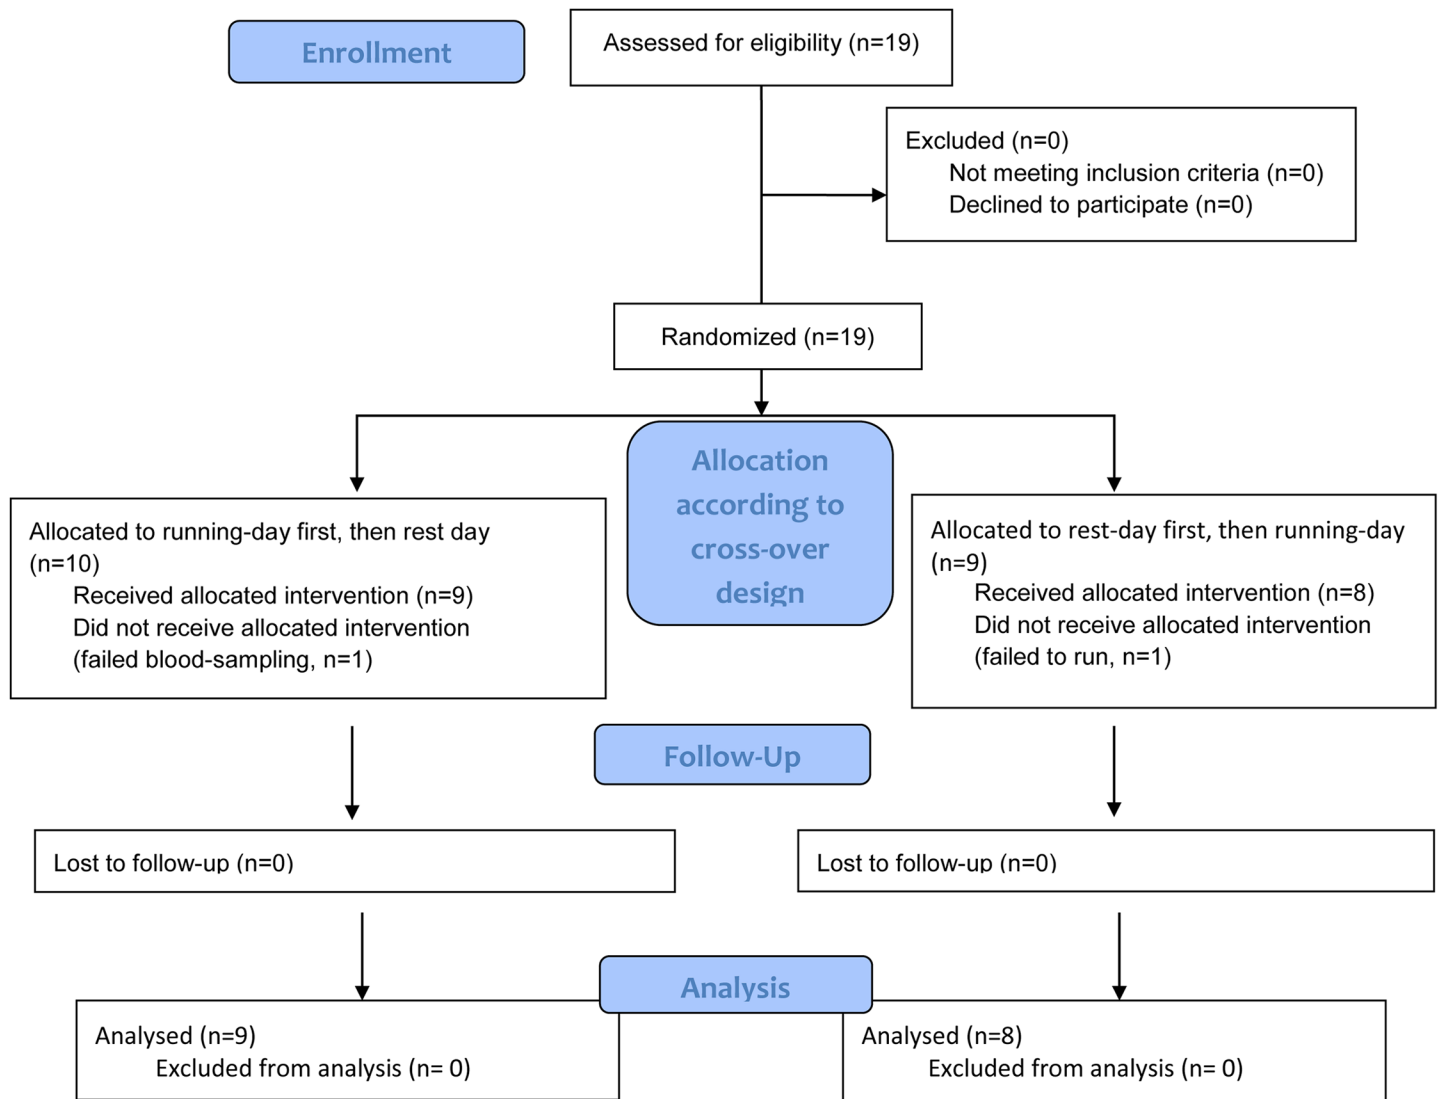 Enrollment
Assessed for eligibility (n=19)
Excluded (n=0)
Not meeting inclusion criteria (n=0)
Declined to participate (n=0)
Randomized (n=19)
Allocation
according to
cross-over
design
Allocated to running-day first, then rest day
(n=10)
Received allocated intervention (n=9)
Did not receive allocated intervention
(failed blood-sampling, n=1)
Allocated to rest-day first, then running-day
(n=9)
Received allocated intervention (n=8)
Did not receive allocated intervention
(failed to run, n=1)
Follow-Up
Lost to follow-up (n=0)
Lost to follow-up (n=0)
Analysis
Analysed (n=9)
Excluded from analysis (n= 0)
Analysed (n=8)
Excluded from analysis (n= 0)